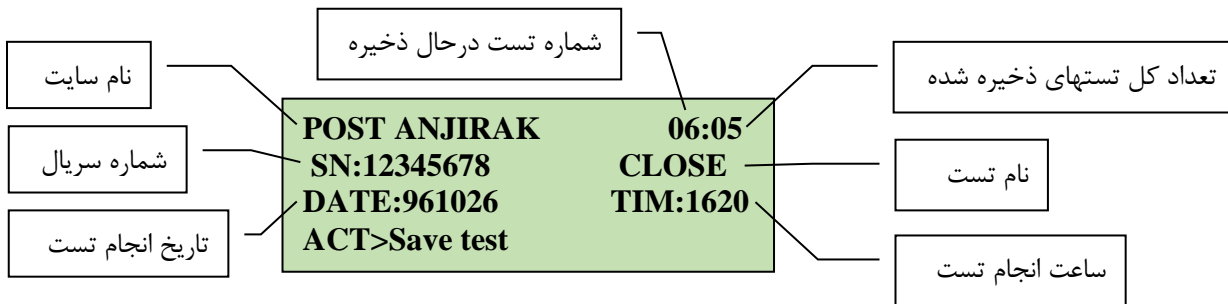 شماره تست درحال ذخیره
نام سایت
تعداد کل تستهای ذخیره شده
POST ANJIRAK 06:05
SN:12345678 CLOSE
شماره سریال
نام تست
DATE:961026 TIM:1620
ACT>Save test
تاریخ انجام تست
ساعت انجام تست